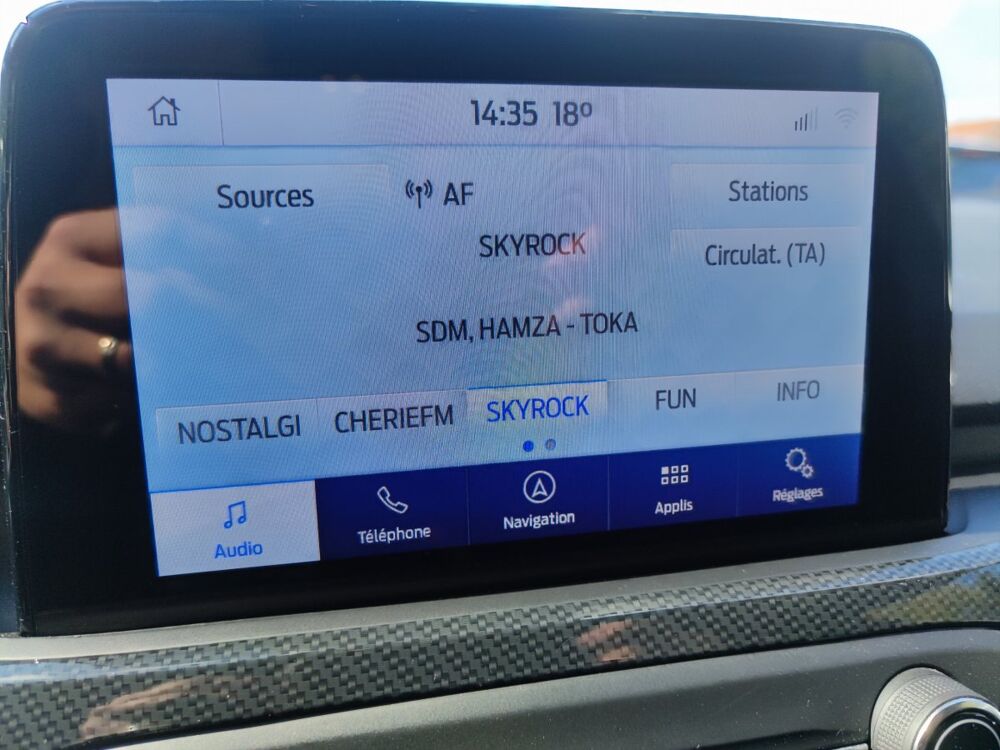 14:35 18º
Sources AF Stations
SKYROCK
Circulat. (TA)
SDM, HAMZA - TOKA
NOSTALGI CHERIEFM SKYROCK FUN INFO
Audio Téléphone Navigation Applis Réglages